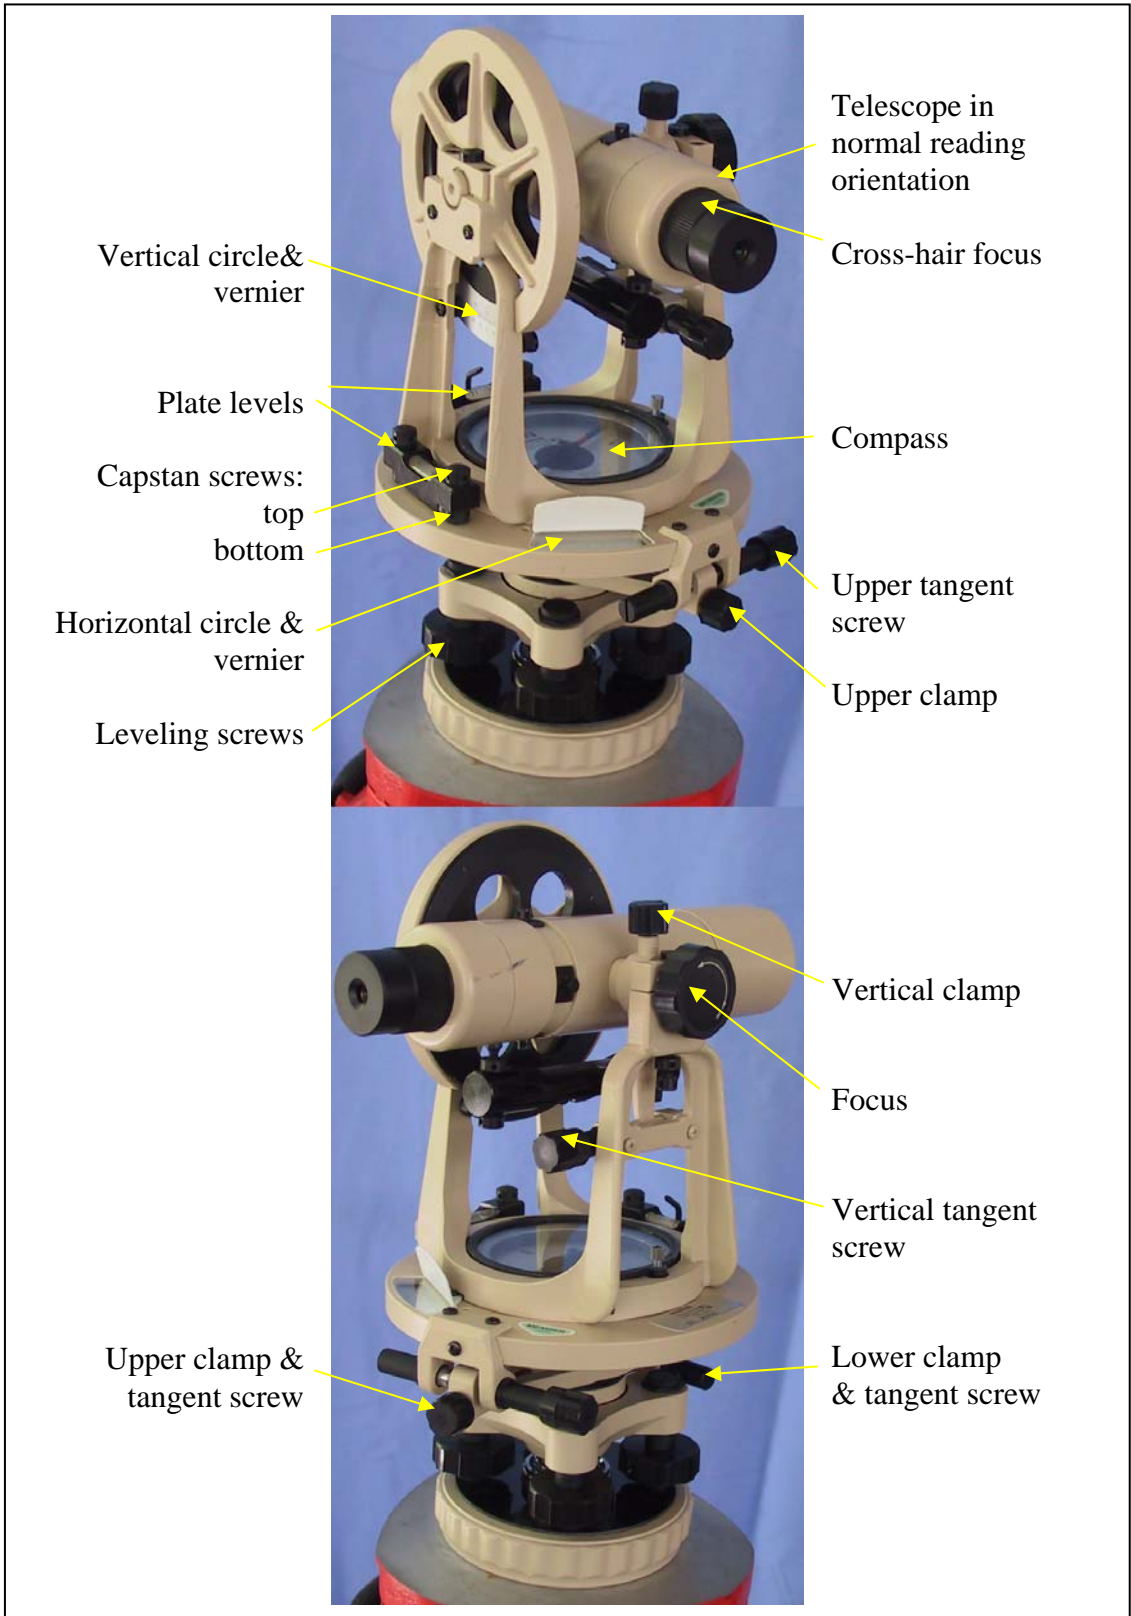 Telescope in
normal reading
orientation
Cross-hair focus
Vertical circle&
vernier
Plate levels
Compass
Capstan screws:
top
bottom
Upper tangent
screw
Horizontal circle &
vernier
Upper clamp
Leveling screws
Vertical clamp
Focus
Vertical tangent
screw
Upper clamp &
tangent screw
Lower clamp
& tangent screw